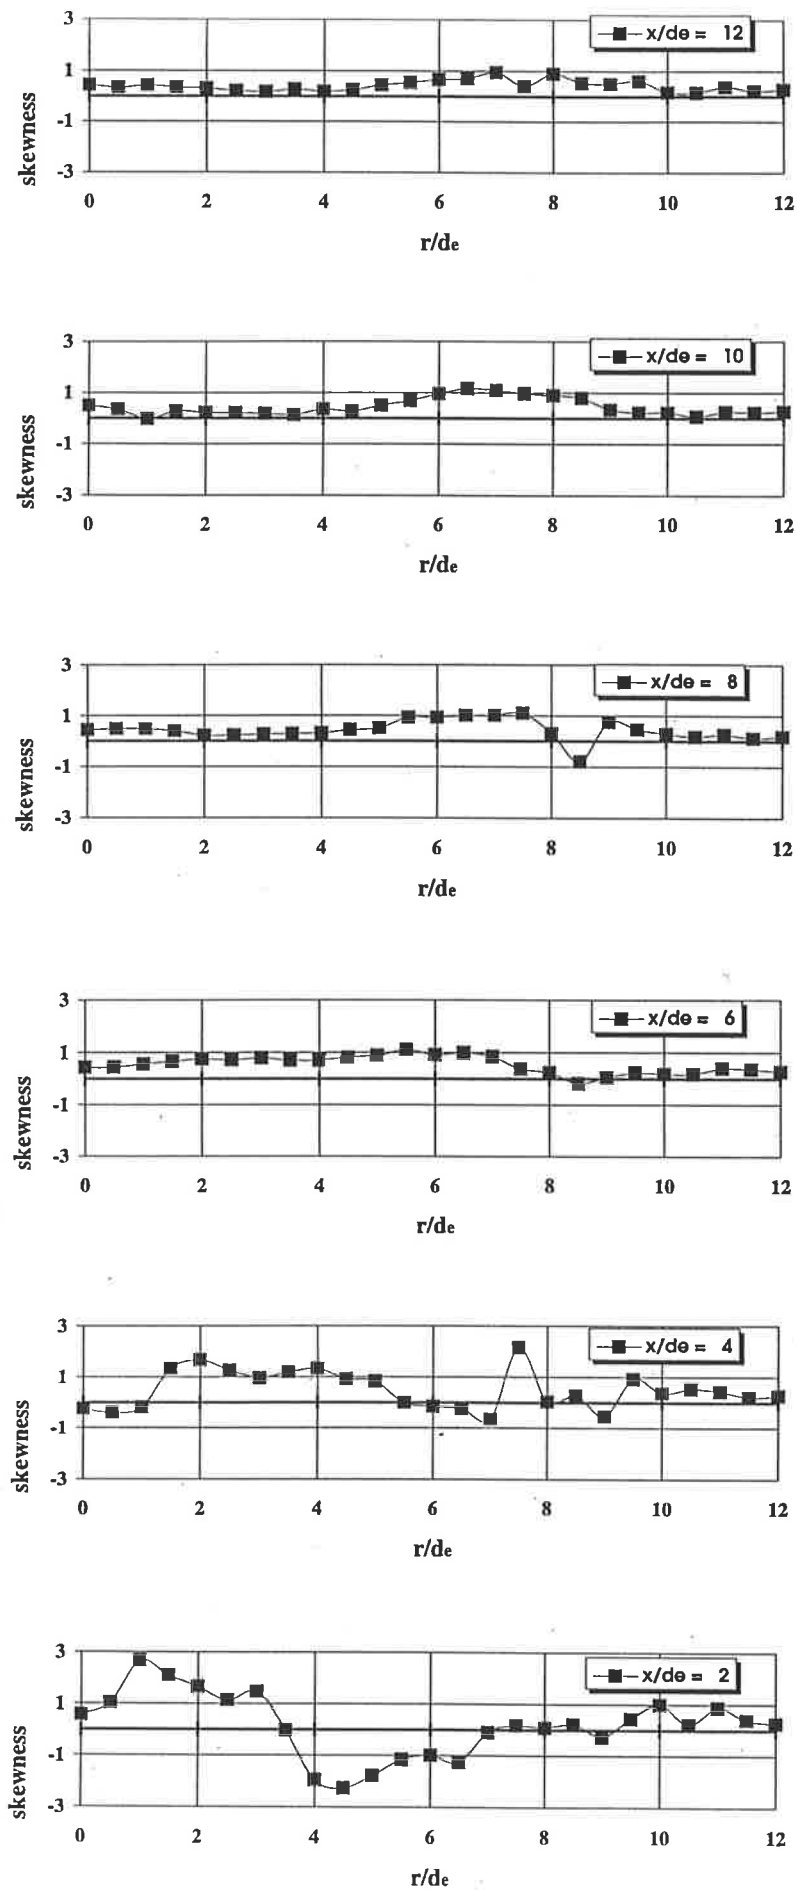 3
x/de = 12
1
-1
-3
skewness
0 2 4 6 8 10 12
r/de
3
x/de = 10
1
-1
-3
skewness
0 2 4 6 8 10 12
r/de
3
x/de = 8
1
-1
-3
skewness
0 2 4 6 8 10 12
r/de
3
x/de = 6
1
-1
-3
skewness
0 2 4 6 8 10 12
r/de
3
x/de = 4
1
-1
-3
skewness
0 2 4 6 8 10 12
r/de
3
x/de = 2
1
-1
-3
skewness
0 2 4 6 8 10 12
r/de